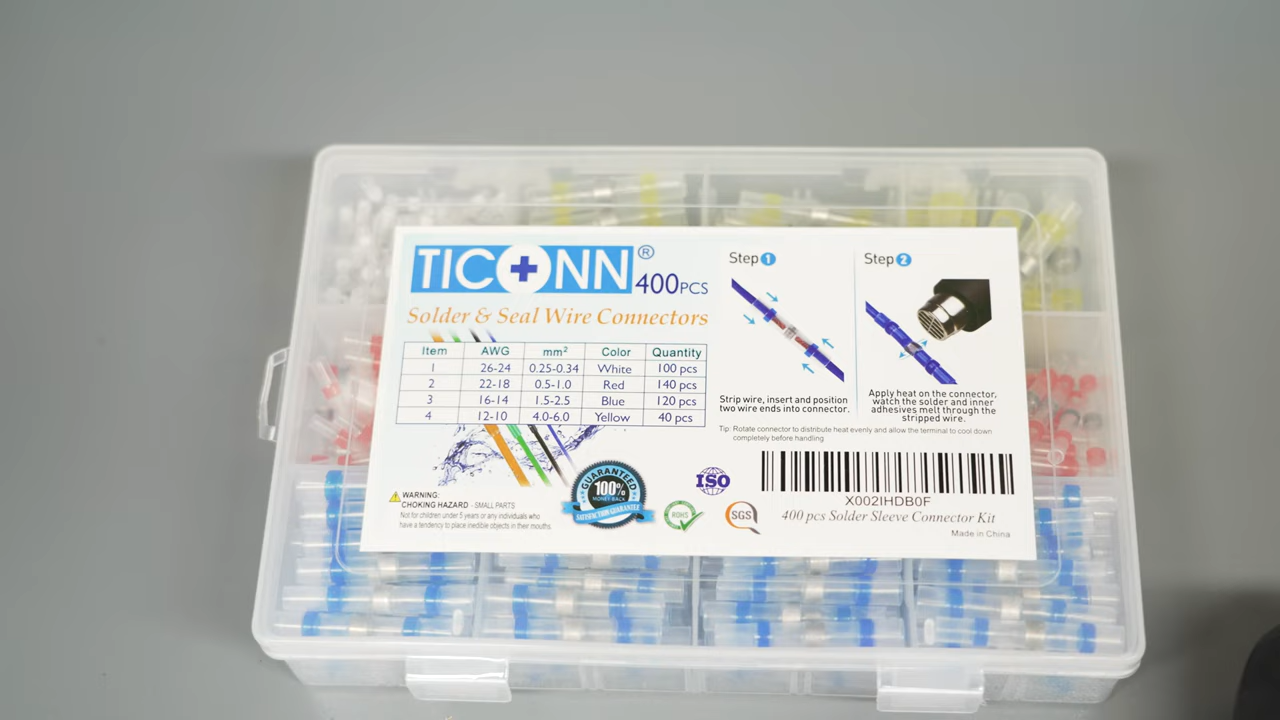 TICONN®
400PCS
Solder & Seal Wire Connectors
Item AWG mm² Color Quantity
1 26-24 0.25-0.34 White 100 pcs
2 22-18 0.5-1.0 Red 140 pcs
3 16-14 1.5-2.5 Blue 120 pcs
4 12-10 4.0-6.0 Yellow 40 pcs
WARNING:
CHOKING HAZARD - SMALL PARTS
Not for children under 5 years or any individuals who
have a tendency to place inedible objects in their mouths.
GUARANTEED
100%
MONEY BACK
SATISFACTION GUARANTEE
Step 1
Strip wire, insert and position
two wire ends into connector.
Step 2
Apply heat on the connector,
watch the solder and inner
adhesives melt through the
stripped wire.
Tip: Rotate connector to distribute heat evenly and allow the terminal to cool down
completely before handling
ISO
ROHS
SGS
X002IHDB0F
400 pcs Solder Sleeve Connector Kit
Made in China